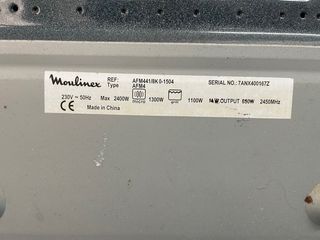 Moulinex REF: AFM441/BK0-1504 SERIAL NO.: TANX400167Z
Type AFM4
230V ~ 50Hz Max 2400W 1300W 1100W M.W. OUTPUT 850W 2450MHz
CE Made in China